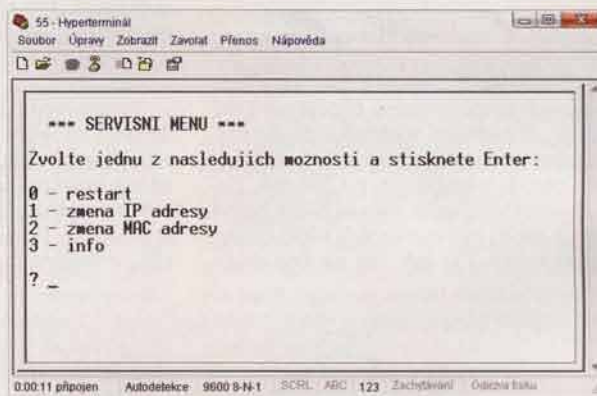 55 - Hyperterminál
Soubor Úpravy Zobrazit Zavolat Přenos Nápověda
*** SERVISNI MENU ***
Zvolte jednu z nasledujich moznosti a stisknete Enter:
0 - restart
1 - zmena IP adresy
2 - zmena MAC adresy
3 - info
? _
0:00:11 připojen Autodetekce 9600 8-N-1 SCRL ABC 123 Zachytávání Odezva tisku